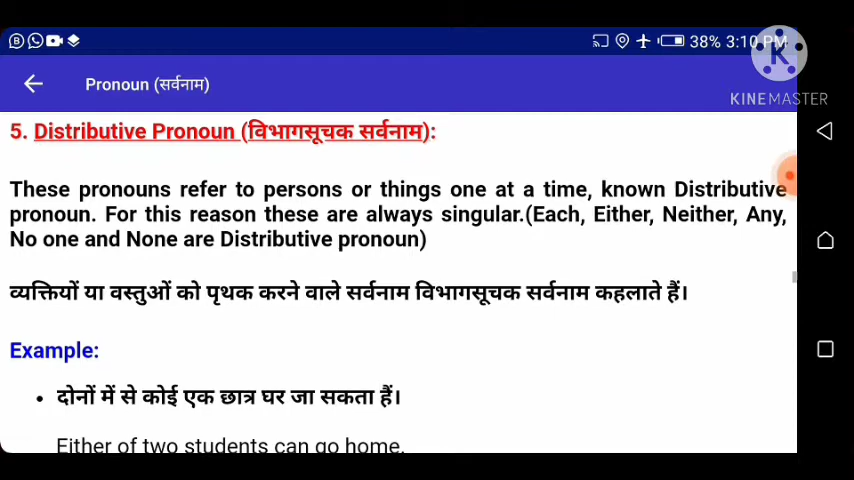 38% 3:10 PM
K
KINEMASTER
Pronoun (सर्वनाम)
5. Distributive Pronoun (विभागसूचक सर्वनाम):
These pronouns refer to persons or things one at a time, known Distributive
pronoun. For this reason these are always singular.(Each, Either, Neither, Any,
No one and None are Distributive pronoun)
व्यक्तियों या वस्तुओं को पृथक करने वाले सर्वनाम विभागसूचक सर्वनाम कहलाते हैं।
Example:
• दोनों में से कोई एक छात्र घर जा सकता हैं।
Either of two students can go home.